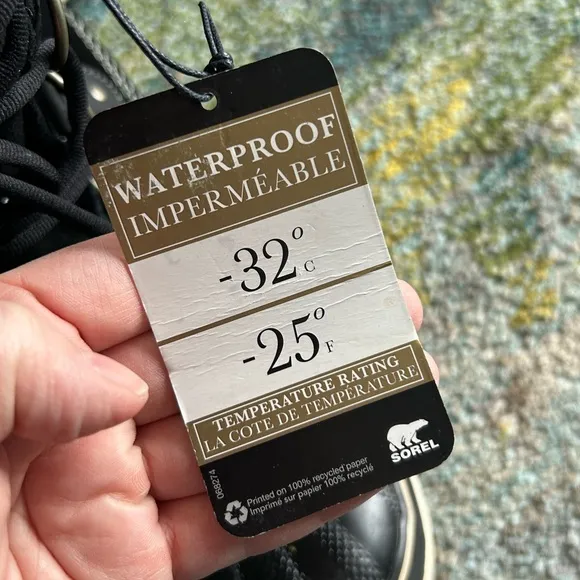 WATERPROOF
IMPERMÉABLE
-32° C
-25° F
TEMPERATURE RATING
LA COTE DE TEMPÉRATURE
SOREL
Printed on 100% recycled paper
Imprimé sur papier 100% recyclé
068274